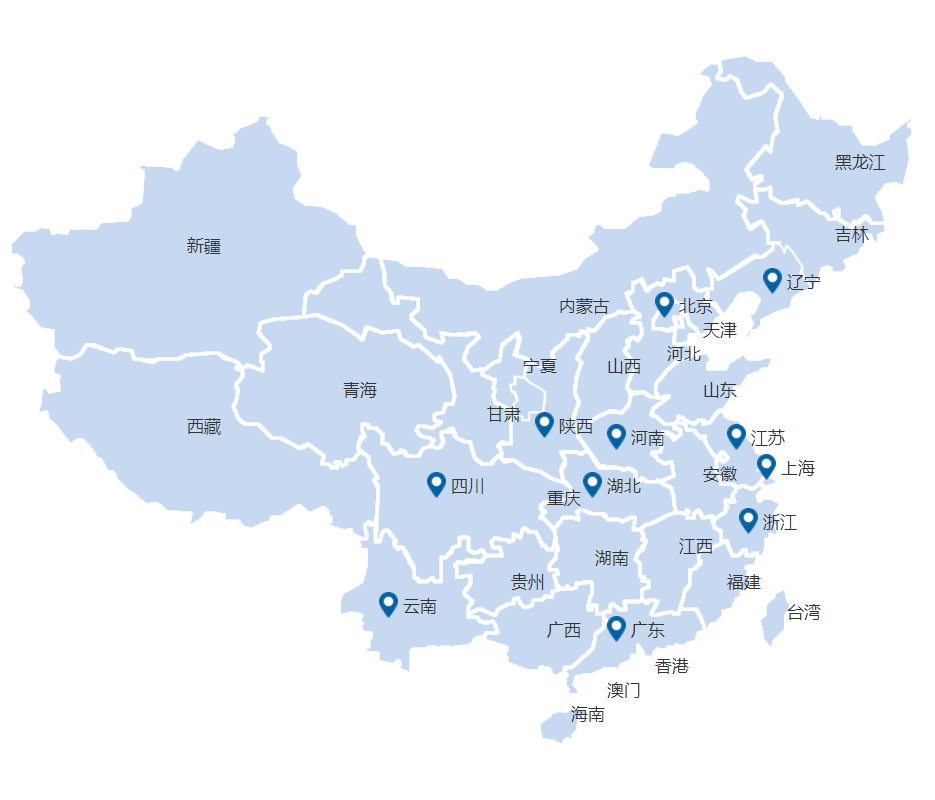 黑龙江
吉林
新疆
辽宁
内蒙古
北京
天津
河北
宁夏
山西
青海
山东
甘肃
西藏
陕西
河南
江苏
上海
安徽
四川
湖北
重庆
浙江
江西
湖南
贵州
福建
云南
台湾
广西
广东
香港
澳门
海南